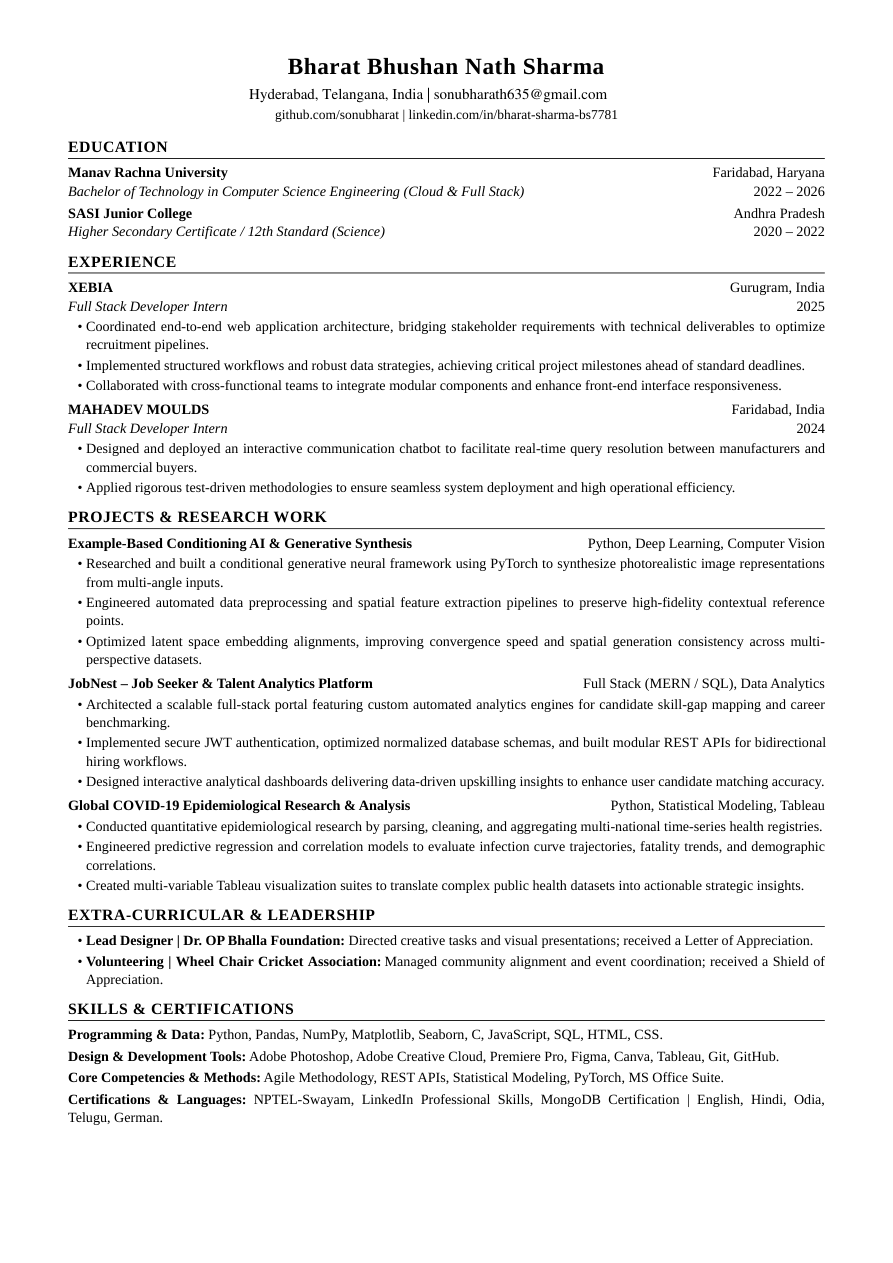 Bharat Bhushan Nath Sharma
Hyderabad, Telangana, India | sonubharath635@gmail.com
github.com/sonubharat | linkedin.com/in/bharat-sharma-bs7781
EDUCATION
Manav Rachna University Faridabad, Haryana
Bachelor of Technology in Computer Science Engineering (Cloud & Full Stack) 2022 – 2026
SASI Junior College Andhra Pradesh
Higher Secondary Certificate / 12th Standard (Science) 2020 – 2022
EXPERIENCE
XEBIA Gurugram, India
Full Stack Developer Intern 2025
• Coordinated end-to-end web application architecture, bridging stakeholder requirements with technical deliverables to optimize
recruitment pipelines.
• Implemented structured workflows and robust data strategies, achieving critical project milestones ahead of standard deadlines.
• Collaborated with cross-functional teams to integrate modular components and enhance front-end interface responsiveness.
MAHADEV MOULDS Faridabad, India
Full Stack Developer Intern 2024
• Designed and deployed an interactive communication chatbot to facilitate real-time query resolution between manufacturers and
commercial buyers.
• Applied rigorous test-driven methodologies to ensure seamless system deployment and high operational efficiency.
PROJECTS & RESEARCH WORK
Example-Based Conditioning AI & Generative Synthesis Python, Deep Learning, Computer Vision
• Researched and built a conditional generative neural framework using PyTorch to synthesize photorealistic image representations
from multi-angle inputs.
• Engineered automated data preprocessing and spatial feature extraction pipelines to preserve high-fidelity contextual reference
points.
• Optimized latent space embedding alignments, improving convergence speed and spatial generation consistency across multi-
perspective datasets.
JobNest – Job Seeker & Talent Analytics Platform Full Stack (MERN / SQL), Data Analytics
• Architected a scalable full-stack portal featuring custom automated analytics engines for candidate skill-gap mapping and career
benchmarking.
• Implemented secure JWT authentication, optimized normalized database schemas, and built modular REST APIs for bidirectional
hiring workflows.
• Designed interactive analytical dashboards delivering data-driven upskilling insights to enhance user candidate matching accuracy.
Global COVID-19 Epidemiological Research & Analysis Python, Statistical Modeling, Tableau
• Conducted quantitative epidemiological research by parsing, cleaning, and aggregating multi-national time-series health registries.
• Engineered predictive regression and correlation models to evaluate infection curve trajectories, fatality trends, and demographic
correlations.
• Created multi-variable Tableau visualization suites to translate complex public health datasets into actionable strategic insights.
EXTRA-CURRICULAR & LEADERSHIP
• Lead Designer | Dr. OP Bhalla Foundation: Directed creative tasks and visual presentations; received a Letter of Appreciation.
• Volunteering | Wheel Chair Cricket Association: Managed community alignment and event coordination; received a Shield of
Appreciation.
SKILLS & CERTIFICATIONS
Programming & Data: Python, Pandas, NumPy, Matplotlib, Seaborn, C, JavaScript, SQL, HTML, CSS.
Design & Development Tools: Adobe Photoshop, Adobe Creative Cloud, Premiere Pro, Figma, Canva, Tableau, Git, GitHub.
Core Competencies & Methods: Agile Methodology, REST APIs, Statistical Modeling, PyTorch, MS Office Suite.
Certifications & Languages: NPTEL-Swayam, LinkedIn Professional Skills, MongoDB Certification | English, Hindi, Odia,
Telugu, German.